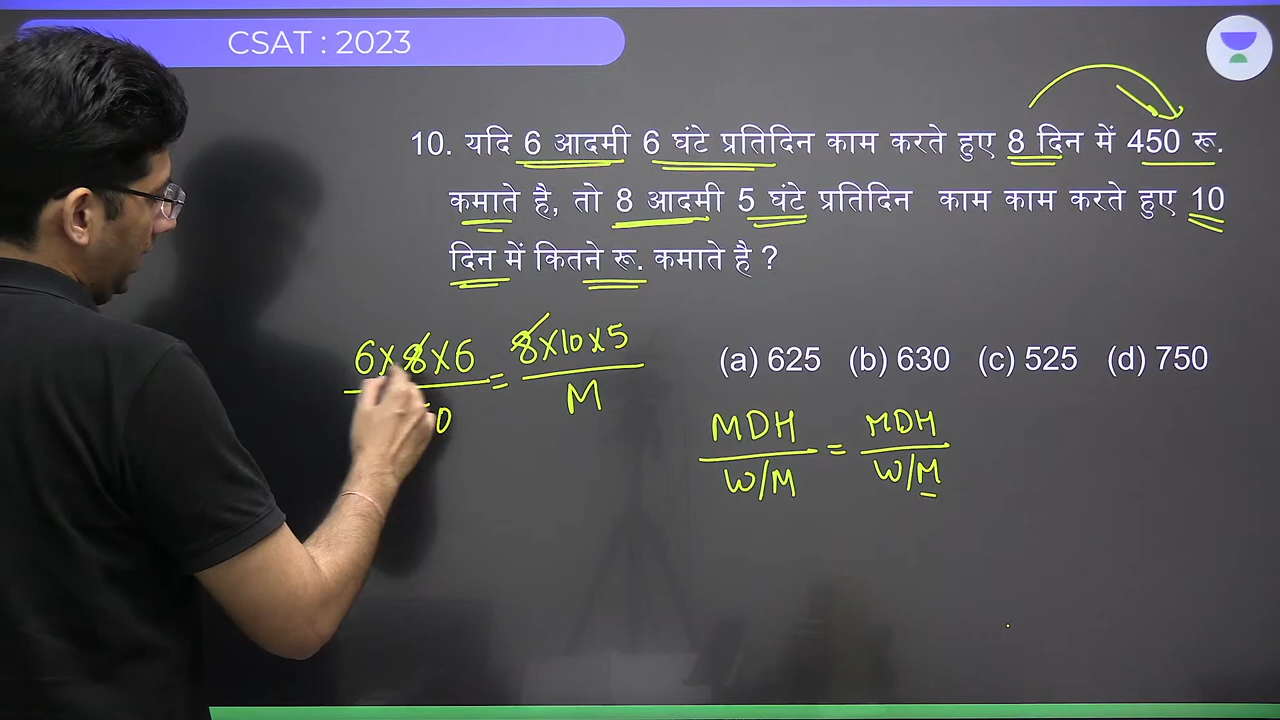 CSAT : 2023
10. यदि 6 आदमी 6 घंटे प्रतिदिन काम करते हुए 8 दिन में 450 रू.
कमाते है, तो 8 आदमी 5 घंटे प्रतिदिन काम काम करते हुए 10
दिन में कितने रू. कमाते है ?
(a) 625 (b) 630 (c) 525 (d) 750
6×8×6 = 8×10×5
M
MDH = MDH
W/M W/M